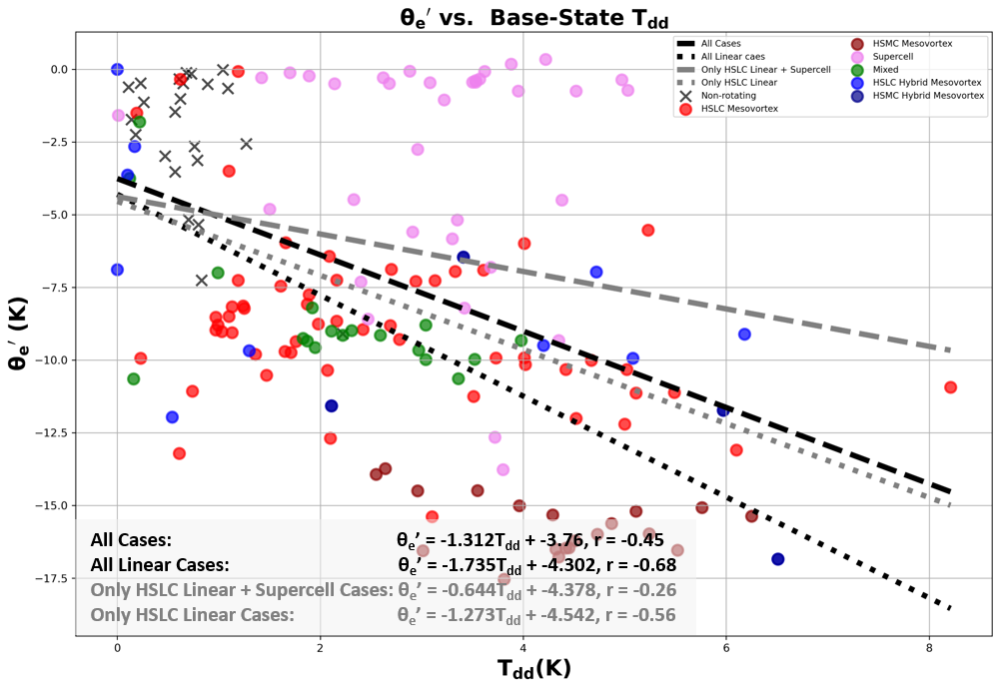 θe′ vs. Base-State Tdd
0.0
−2.5
−5.0
−7.5
−10.0
−12.5
−15.0
−17.5
θe′ (K)
All Cases
All Linear caes
Only HSLC Linear + Supercell
Only HSLC Linear
Non-rotating
HSLC Mesovortex
HSMC Mesovortex
Supercell
Mixed
HSLC Hybrid Mesovortex
HSMC Hybrid Mesovortex
All Cases: θe′ = -1.312Tdd + -3.76, r = -0.45
All Linear Cases: θe′ = -1.735Tdd + -4.302, r = -0.68
Only HSLC Linear + Supercell Cases: θe′ = -0.644Tdd + -4.378, r = -0.26
Only HSLC Linear Cases: θe′ = -1.273Tdd + -4.542, r = -0.56
0 2 4 6 8
Tdd(K)